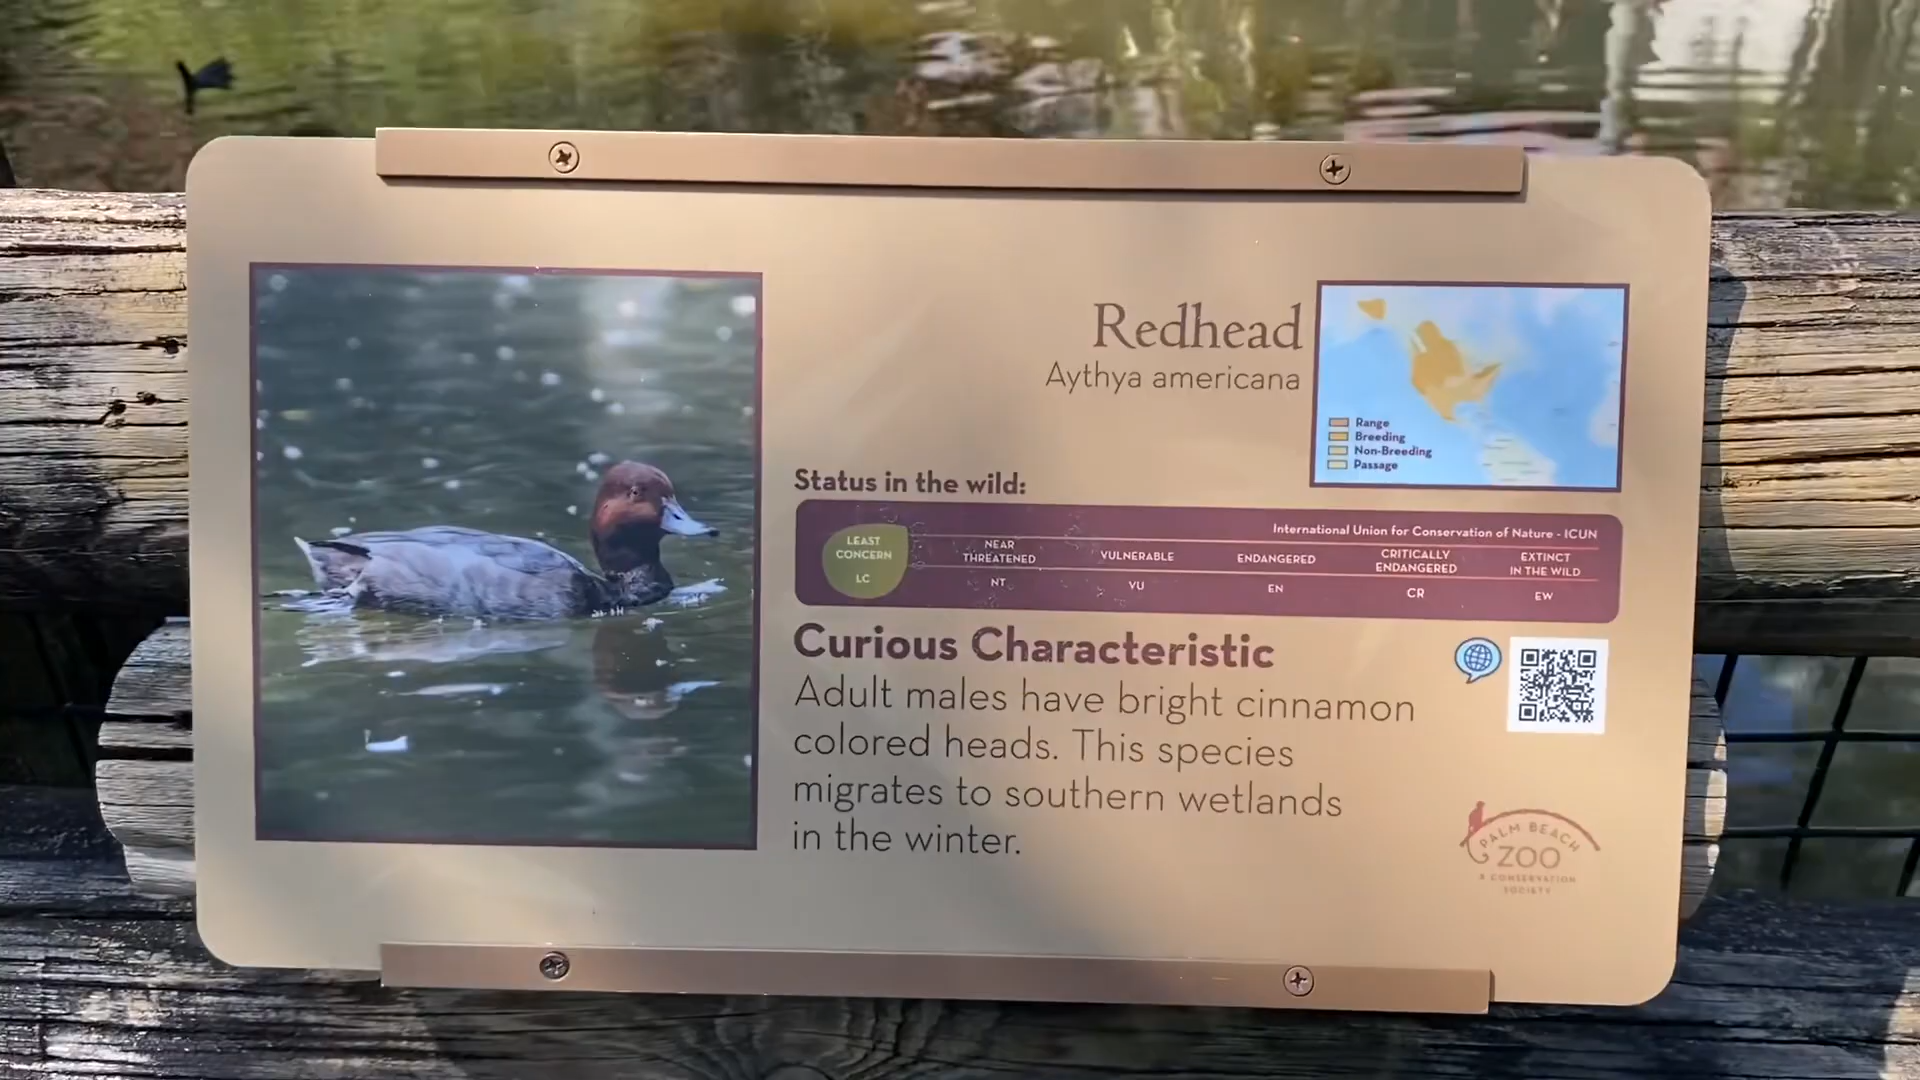 Redhead
Aythya americana
Range
Breeding
Non-Breeding
Passage
Status in the wild:
International Union for Conservation of Nature - ICUN
LEAST
CONCERN
LC
NEAR
THREATENED
NT
VULNERABLE
VU
ENDANGERED
EN
CRITICALLY
ENDANGERED
CR
EXTINCT
IN THE WILD
EW
Curious Characteristic
Adult males have bright cinnamon
colored heads. This species
migrates to southern wetlands
in the winter.
PALM BEACH
ZOO
& CONSERVATION
SOCIETY